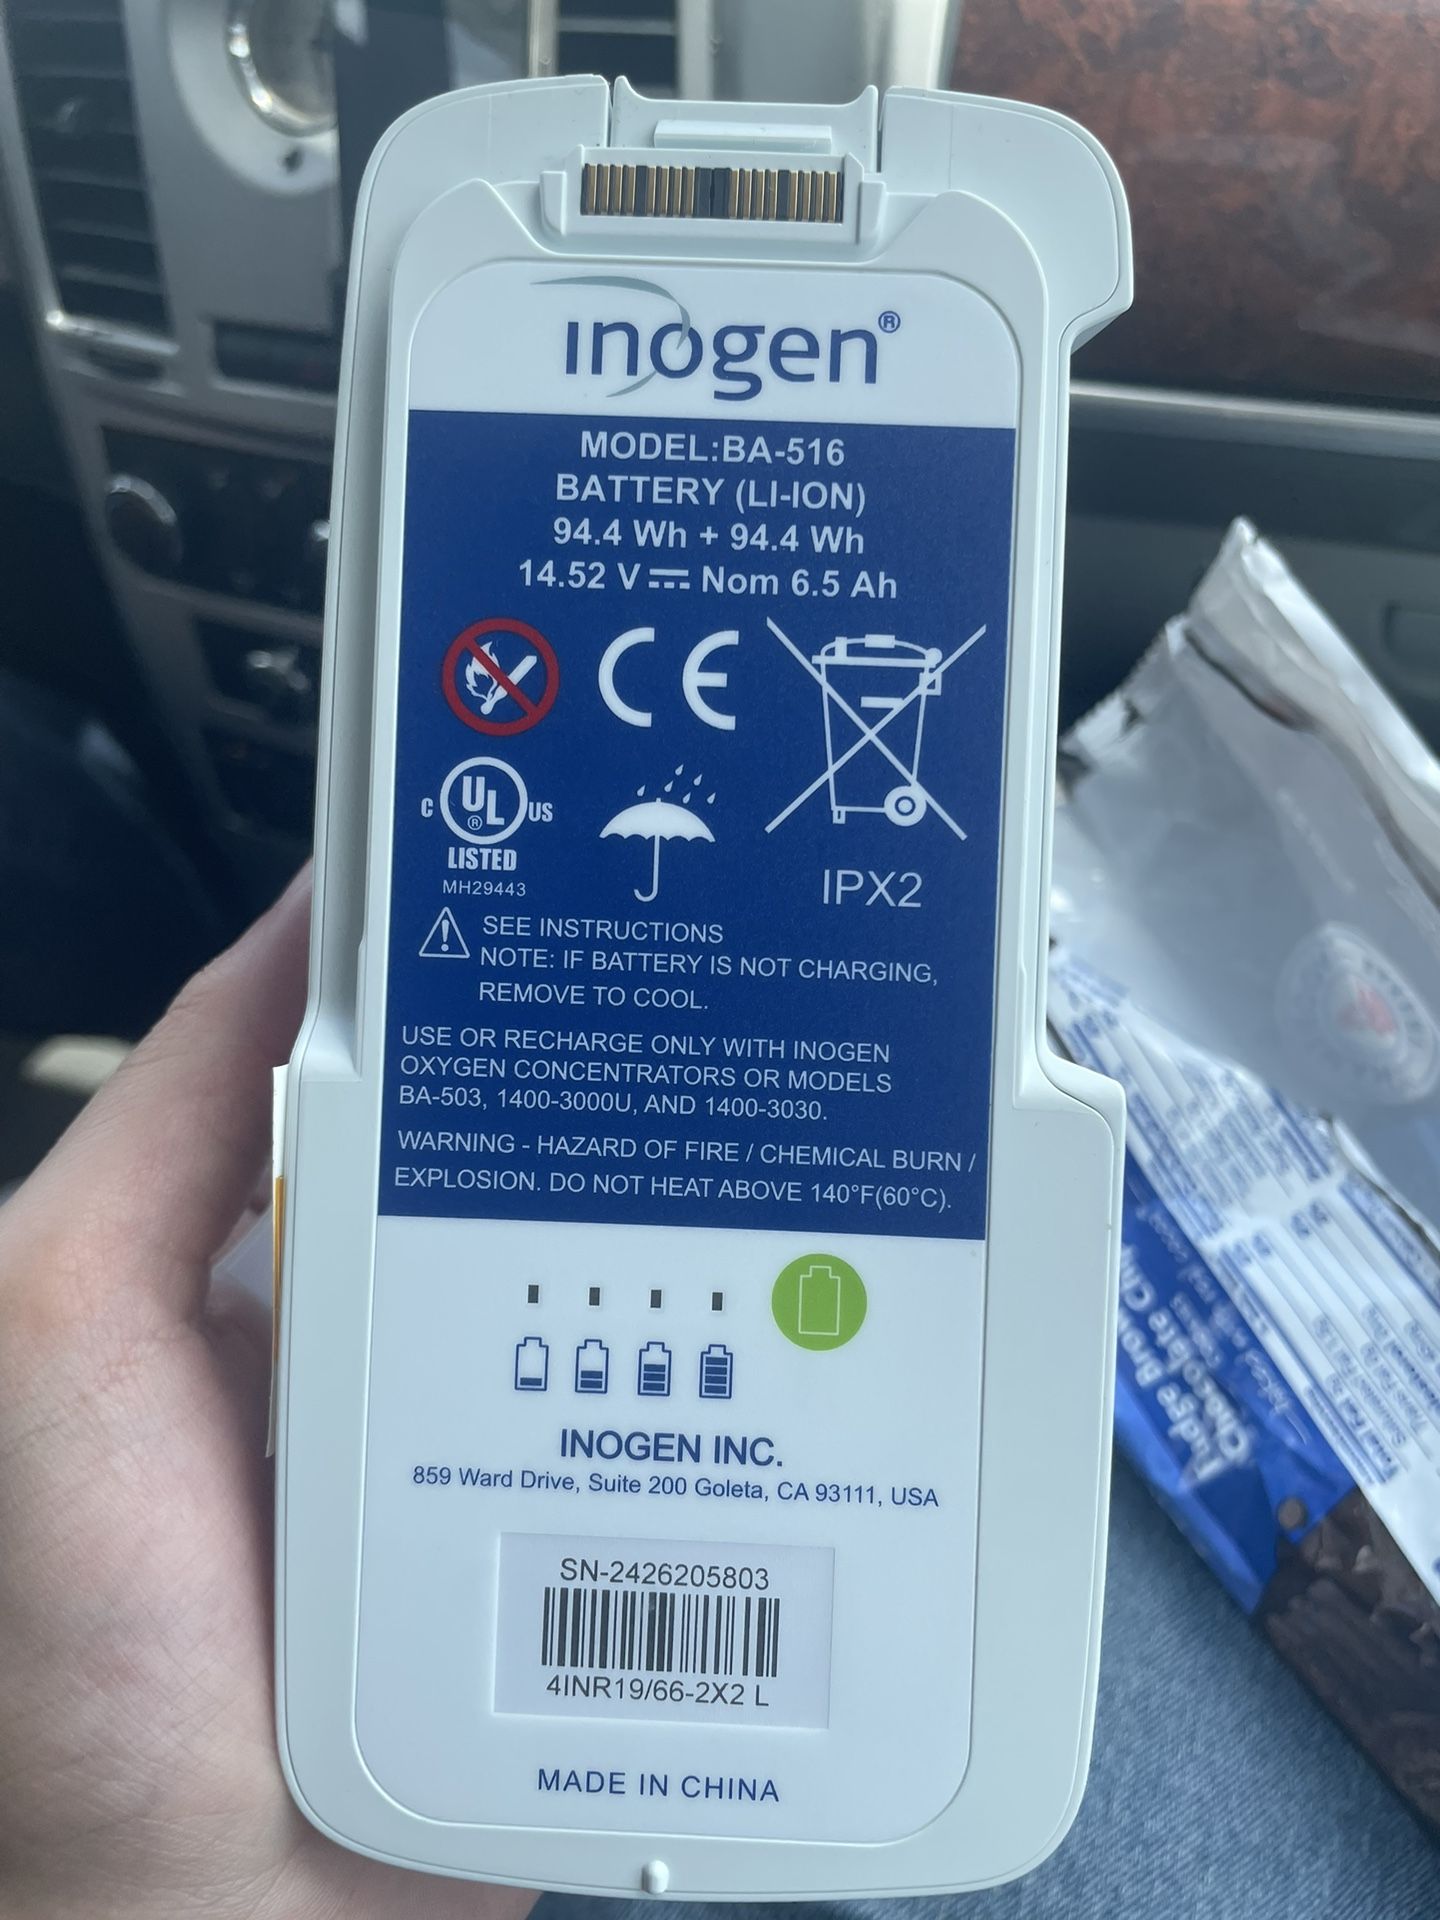 inogen®
MODEL:BA-516
BATTERY (LI-ION)
94.4 Wh + 94.4 Wh
14.52 V ⎓ Nom 6.5 Ah
CE
C UL® US
LISTED
MH29443
IPX2
SEE INSTRUCTIONS
NOTE: IF BATTERY IS NOT CHARGING,
REMOVE TO COOL.
USE OR RECHARGE ONLY WITH INOGEN
OXYGEN CONCENTRATORS OR MODELS
BA-503, 1400-3000U, AND 1400-3030.
WARNING - HAZARD OF FIRE / CHEMICAL BURN /
EXPLOSION. DO NOT HEAT ABOVE 140°F(60°C).
INOGEN INC.
859 Ward Drive, Suite 200 Goleta, CA 93111, USA
SN-2426205803
4INR19/66-2X2 L
MADE IN CHINA
Chocolate Chip